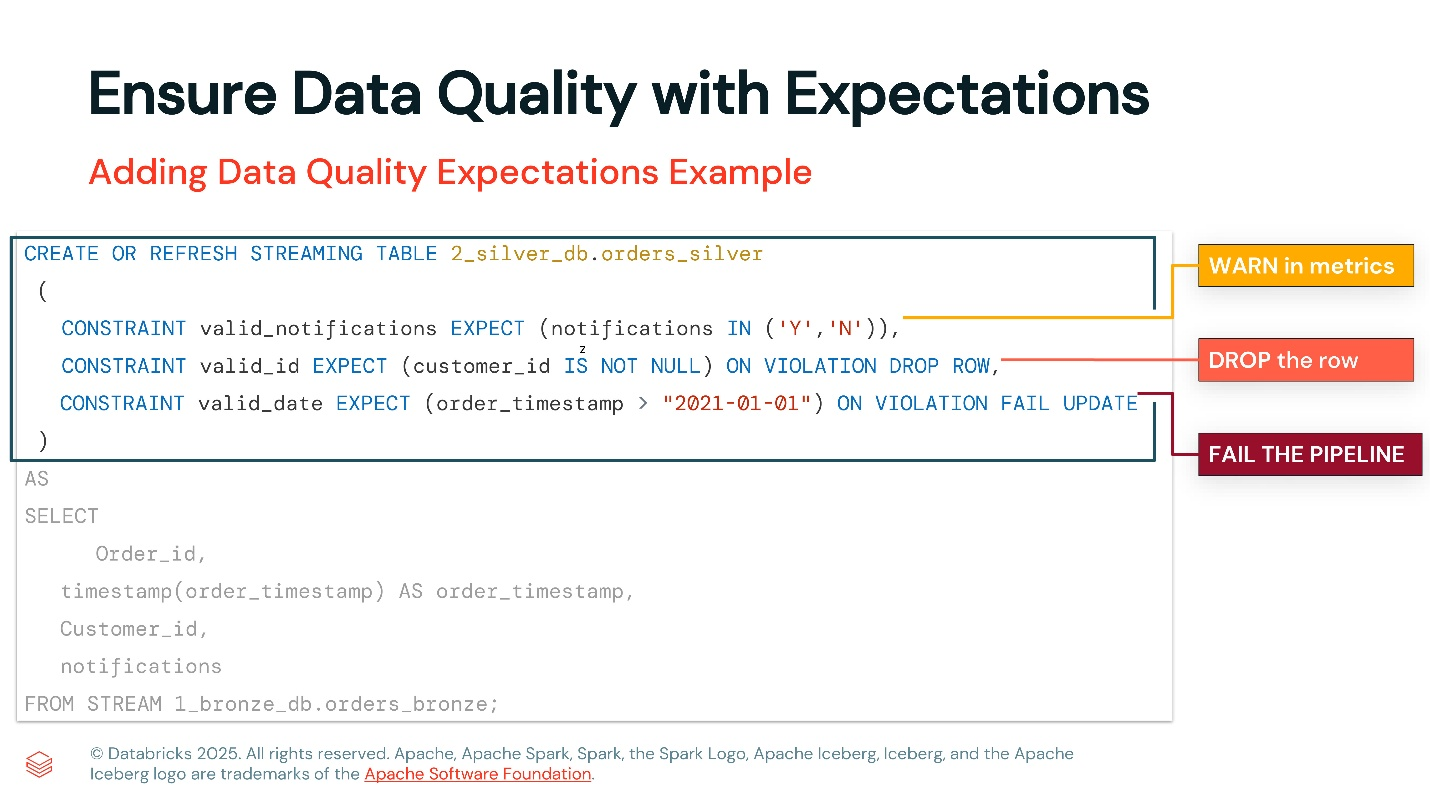 Ensure Data Quality with Expectations
Adding Data Quality Expectations Example
CREATE OR REFRESH STREAMING TABLE 2_silver_db.orders_silver
(
CONSTRAINT valid_notifications EXPECT (notifications IN ('Y','N')),
CONSTRAINT valid_id EXPECT (customer_id IS NOT NULL) ON VIOLATION DROP ROW,
CONSTRAINT valid_date EXPECT (order_timestamp > "2021-01-01") ON VIOLATION FAIL UPDATE
)
AS
SELECT
Order_id,
timestamp(order_timestamp) AS order_timestamp,
Customer_id,
notifications
FROM STREAM 1_bronze_db.orders_bronze;
WARN in metrics
DROP the row
FAIL THE PIPELINE
z
© Databricks 2025. All rights reserved. Apache, Apache Spark, Spark, the Spark Logo, Apache Iceberg, Iceberg, and the Apache
Iceberg logo are trademarks of the Apache Software Foundation.